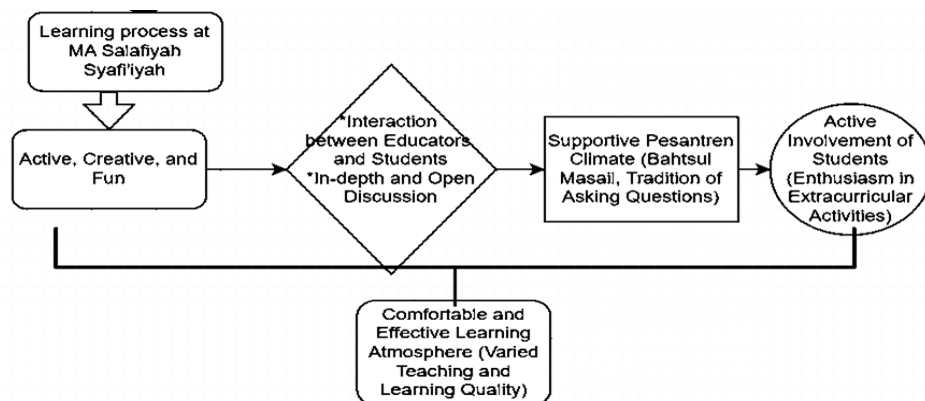 Learning process at
MA Salafiyah
Syafi'iyah
Active, Creative, and
Fun
*Interaction
between Educators
and Students
*In-depth and Open
Discussion
Supportive Pesantren
Climate (Bahtsul
Masail, Tradition of
Asking Questions)
Active
Involvement of
Students
(Enthusiasm in
Extracurricular
Activities)
Comfortable and
Effective Learning
Atmosphere (Varied
Teaching and
Learning Quality)